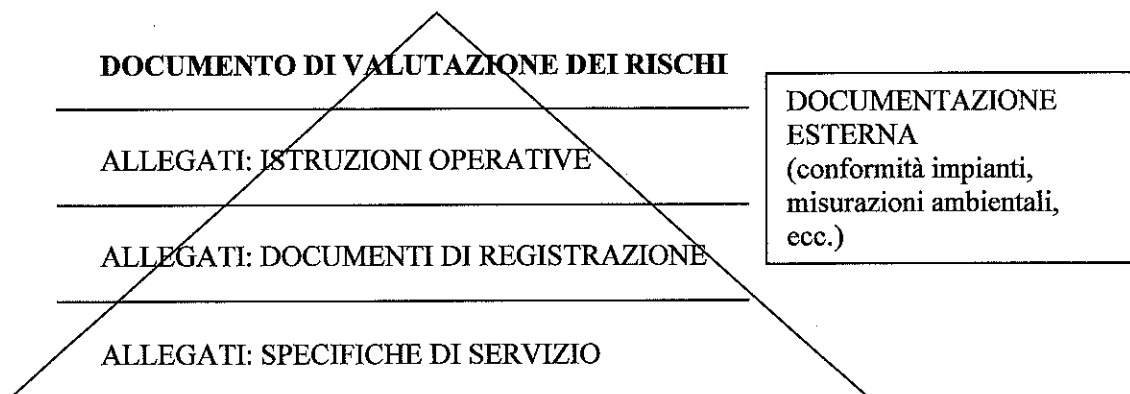 DOCUMENTO DI VALUTAZIONE DEI RISCHI
ALLEGATI: ISTRUZIONI OPERATIVE
ALLEGATI: DOCUMENTI DI REGISTRAZIONE
ALLEGATI: SPECIFICHE DI SERVIZIO
DOCUMENTAZIONE
ESTERNA
(conformità impianti,
misurazioni ambientali,
ecc.)